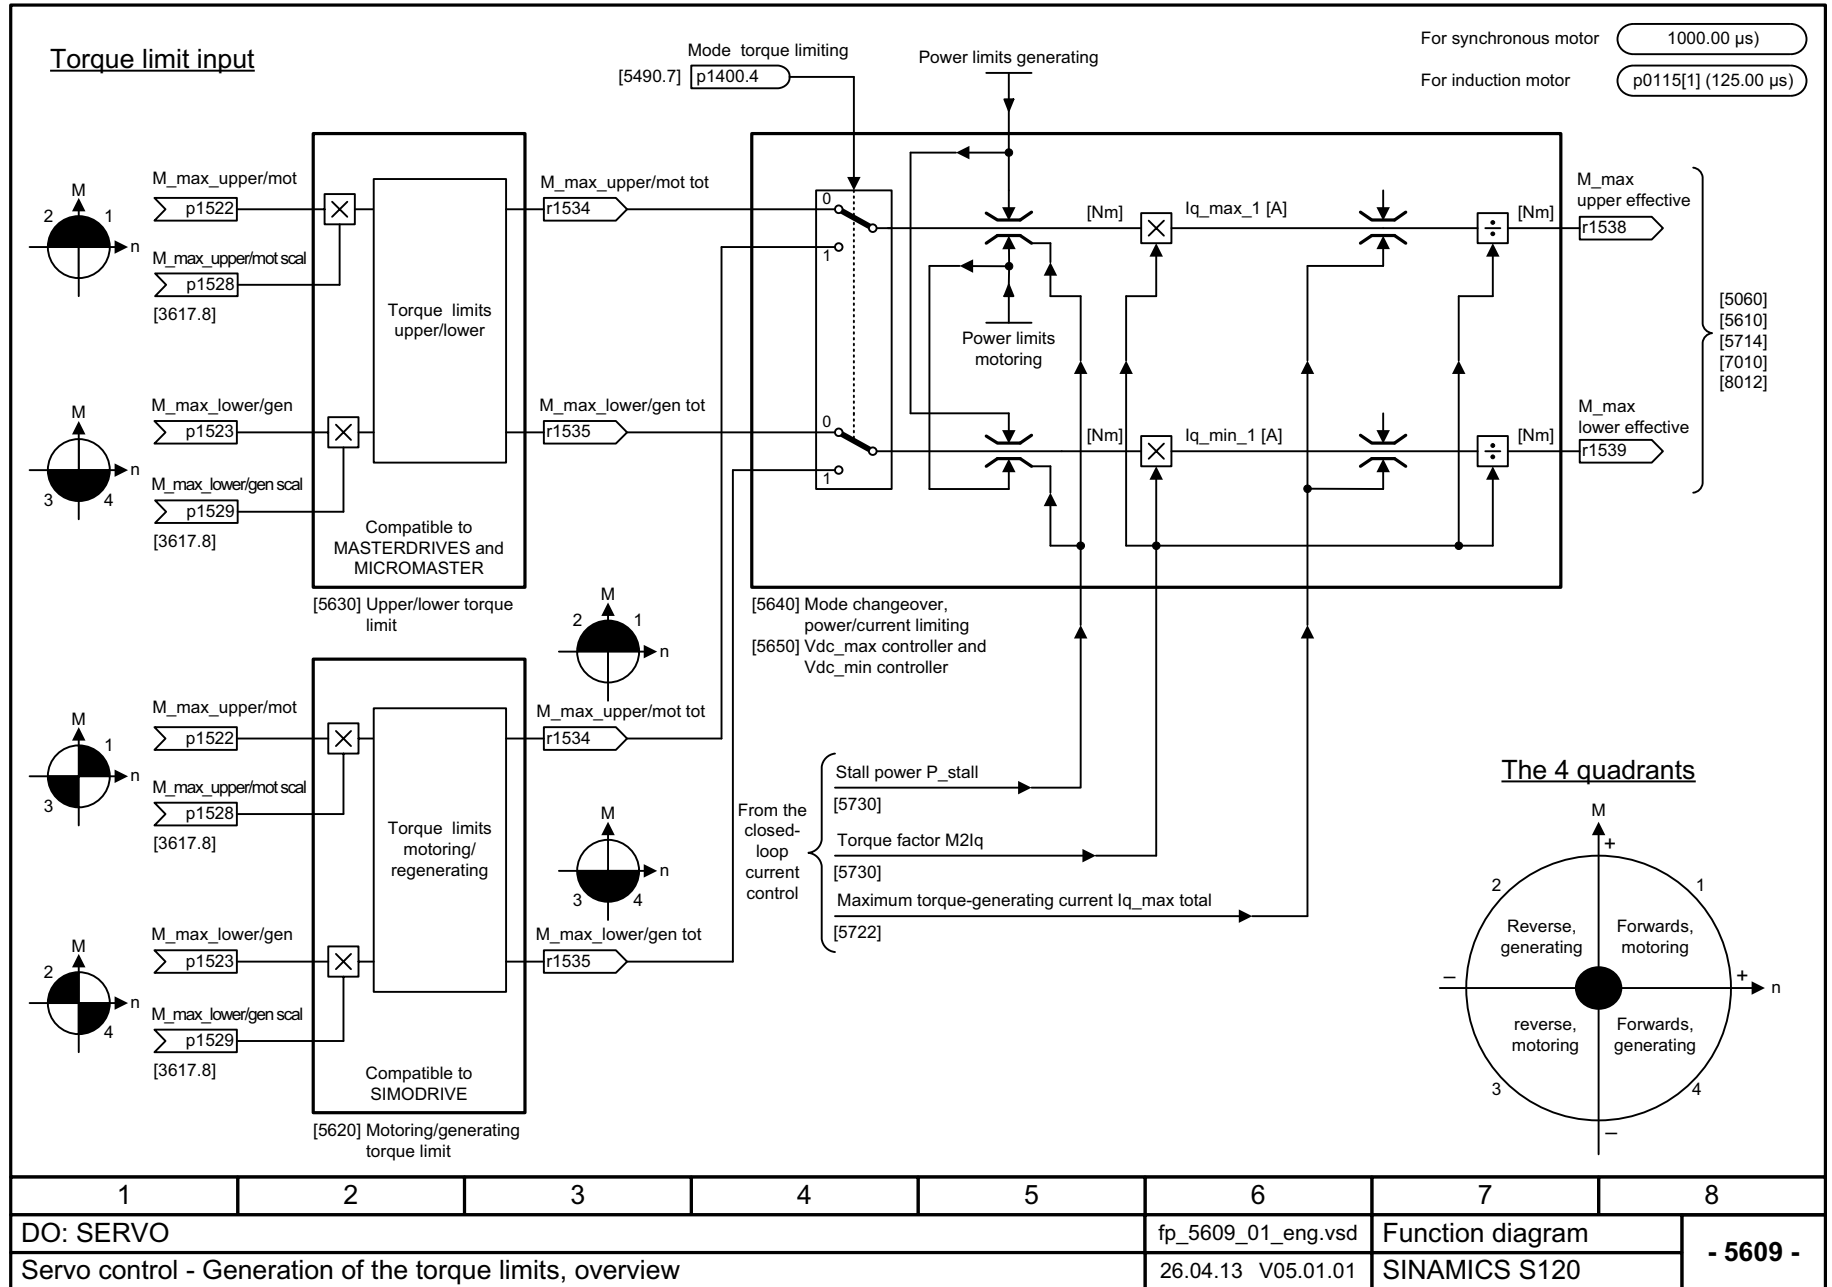 Torque limit input
Mode torque limiting
[5490.7] p1400.4
Power limits generating
For synchronous motor 1000.00 µs)
For induction motor p0115[1] (125.00 µs)
M_max_upper/mot
p1522
M
2 1
n
M_max_upper/mot scal
p1528
[3617.8]
M_max_lower/gen
p1523
M
n
3 4
M_max_lower/gen scal
p1529
[3617.8]
Torque limits
upper/lower
Compatible to
MASTERDRIVES and
MICROMASTER
[5630] Upper/lower torque
limit
M_max_upper/mot tot
r1534
M_max_lower/gen tot
r1535
0
1
0
1
Power limits
motoring
[Nm]
Iq_max_1 [A]
[Nm]
[Nm]
Iq_min_1 [A]
[Nm]
M_max
upper effective
r1538
M_max
lower effective
r1539
[5060]
[5610]
[5714]
[7010]
[8012]
[5640] Mode changeover,
power/current limiting
[5650] Vdc_max controller and
Vdc_min controller
M_max_upper/mot
p1522
M
1
n
3
M_max_upper/mot scal
p1528
[3617.8]
M_max_lower/gen
p1523
M
2
n
4
M_max_lower/gen scal
p1529
[3617.8]
Torque limits
motoring/
regenerating
Compatible to
SIMODRIVE
[5620] Motoring/generating
torque limit
M
2 1
n
M_max_upper/mot tot
r1534
M
n
3 4
M_max_lower/gen tot
r1535
From the
closed-
loop
current
control
Stall power P_stall
[5730]
Torque factor M2Iq
[5730]
Maximum torque-generating current Iq_max total
[5722]
The 4 quadrants
M
+
2 1
Reverse,
generating
Forwards,
motoring
– + n
reverse,
motoring
Forwards,
generating
3 4
–
1 2 3 4 5 6 7 8
DO: SERVO
fp_5609_01_eng.vsd
Function diagram
- 5609 -
Servo control - Generation of the torque limits, overview
26.04.13 V05.01.01
SINAMICS S120